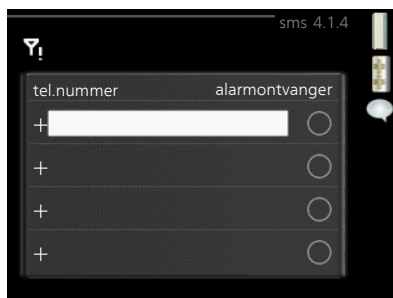 sms 4.1.4
tel.nummer alarmontvanger
+
+
+
+